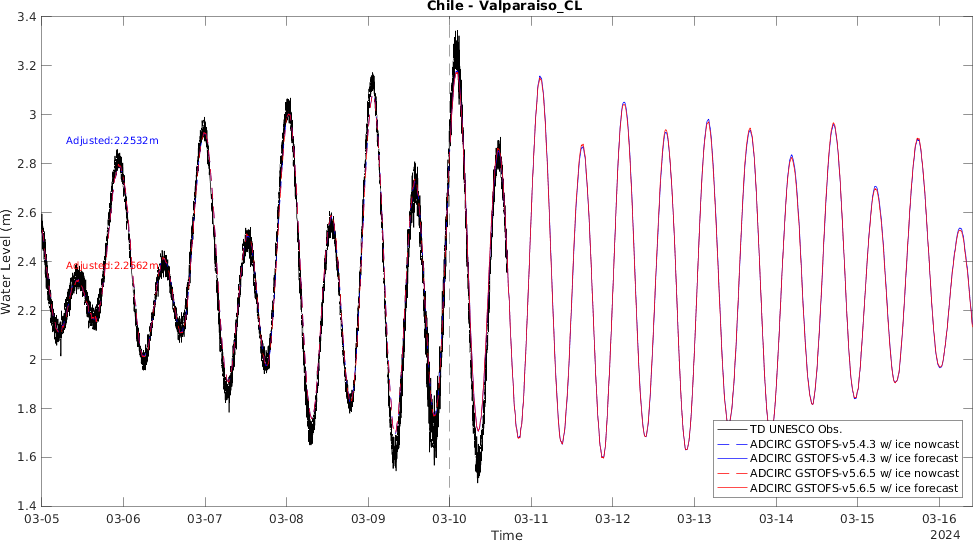 Chile - Valparaiso_CL
3.4
3.2
3
2.8
2.6
2.4
2.2
2
1.8
1.6
1.4
Water Level (m)
Adjusted:2.2532m
Adjusted:2.2662m
TD UNESCO Obs.
ADCIRC GSTOFS-v5.4.3 w/ ice nowcast
ADCIRC GSTOFS-v5.4.3 w/ ice forecast
ADCIRC GSTOFS-v5.6.5 w/ ice nowcast
ADCIRC GSTOFS-v5.6.5 w/ ice forecast
03-05 03-06 03-07 03-08 03-09 03-10 03-11 03-12 03-13 03-14 03-15 03-16
Time
2024